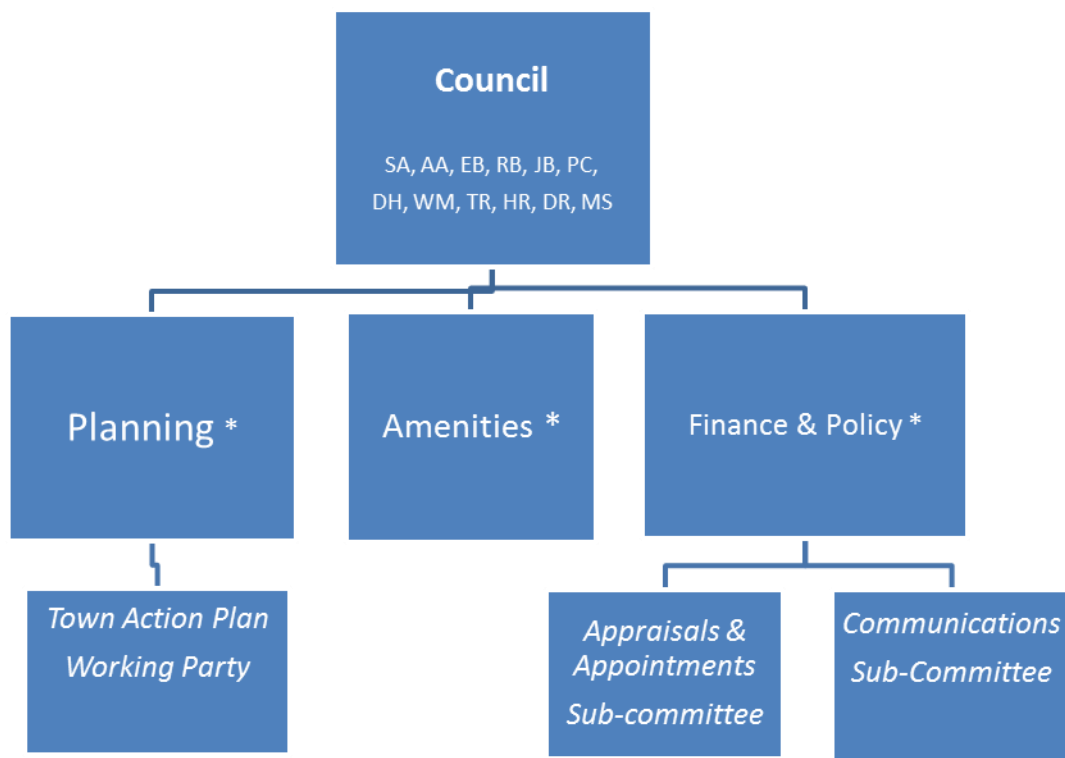 Council
SA, AA, EB, RB, JB, PC,
DH, WM, TR, HR, DR, MS
Planning *
Amenities *
Finance & Policy *
Town Action Plan
Working Party
Appraisals &
Appointments
Sub-committee
Communications
Sub-Committee